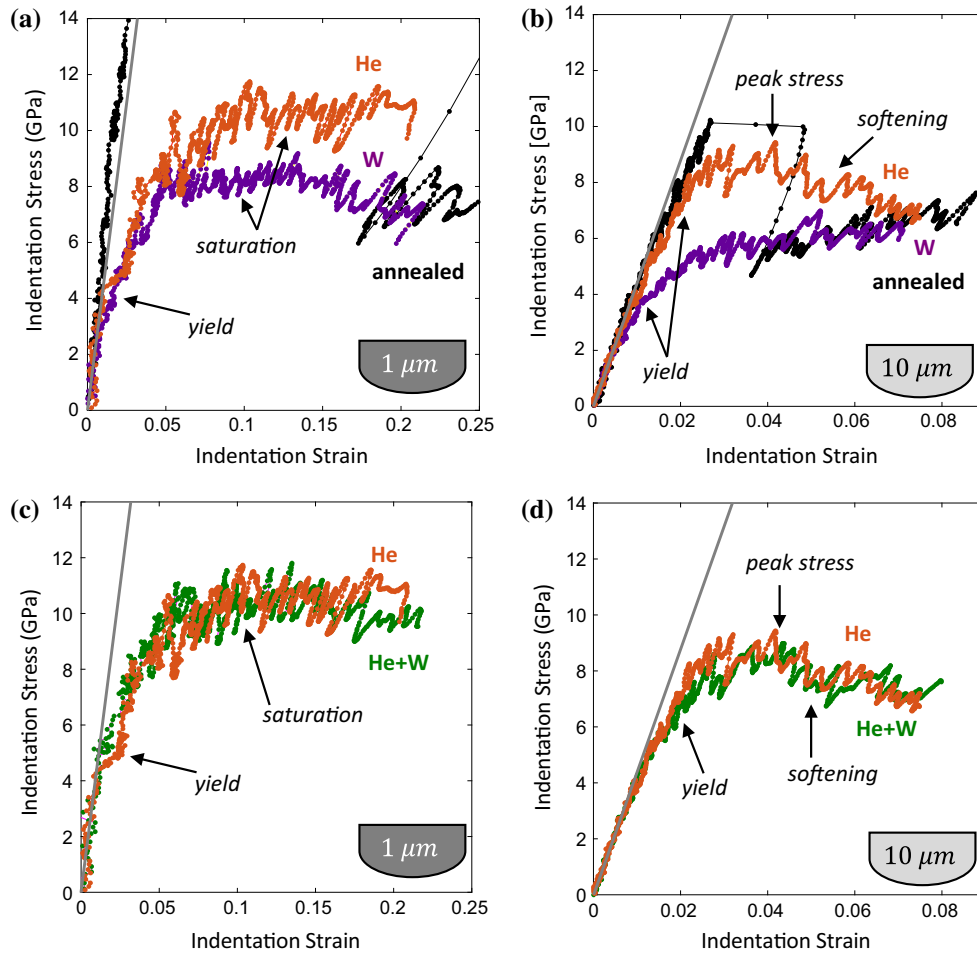 (a)
14
12
10
8
6
4
2
0
Indentation Stress (GPa)
He
W
saturation
annealed
yield
1 μm
0
0.05
0.1
0.15
0.2
0.25
Indentation Strain
(b)
14
12
10
8
6
4
2
0
Indentation Stress [GPa]
peak stress
softening
He
W
annealed
yield
10 μm
0
0.02
0.04
0.06
0.08
Indentation Strain
(c)
14
12
10
8
6
4
2
0
Indentation Stress (GPa)
He
He+W
saturation
yield
1 μm
0
0.05
0.1
0.15
0.2
0.25
Indentation Strain
(d)
14
12
10
8
6
4
2
0
Indentation Stress (GPa)
peak stress
He
He+W
yield
softening
10 μm
0
0.02
0.04
0.06
0.08
Indentation Strain